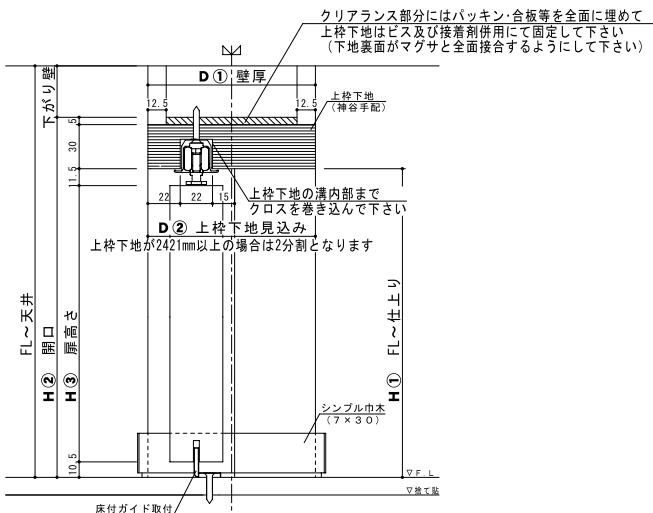 クリアランス部分にはパッキン・合板等を全面に埋めて
上枠下地はビス及び接着剤併用にて固定して下さい
（下地裏面がマグサと全面接合するようにして下さい）
D① 壁厚
12.5
12.5
上枠下地
（神谷手配）
下がり壁
5
30
11.5
上枠下地の溝内部まで
クロスを巻き込んで下さい
22
22
15
D② 上枠下地見込み
上枠下地が2421mm以上の場合は2分割となります
FL～天井
H② 開口
H③ 扉高さ
H① FL～仕上り
シンプル巾木
（7×30）
10.5
▽F.L
▽捨て貼
床付ガイド取付